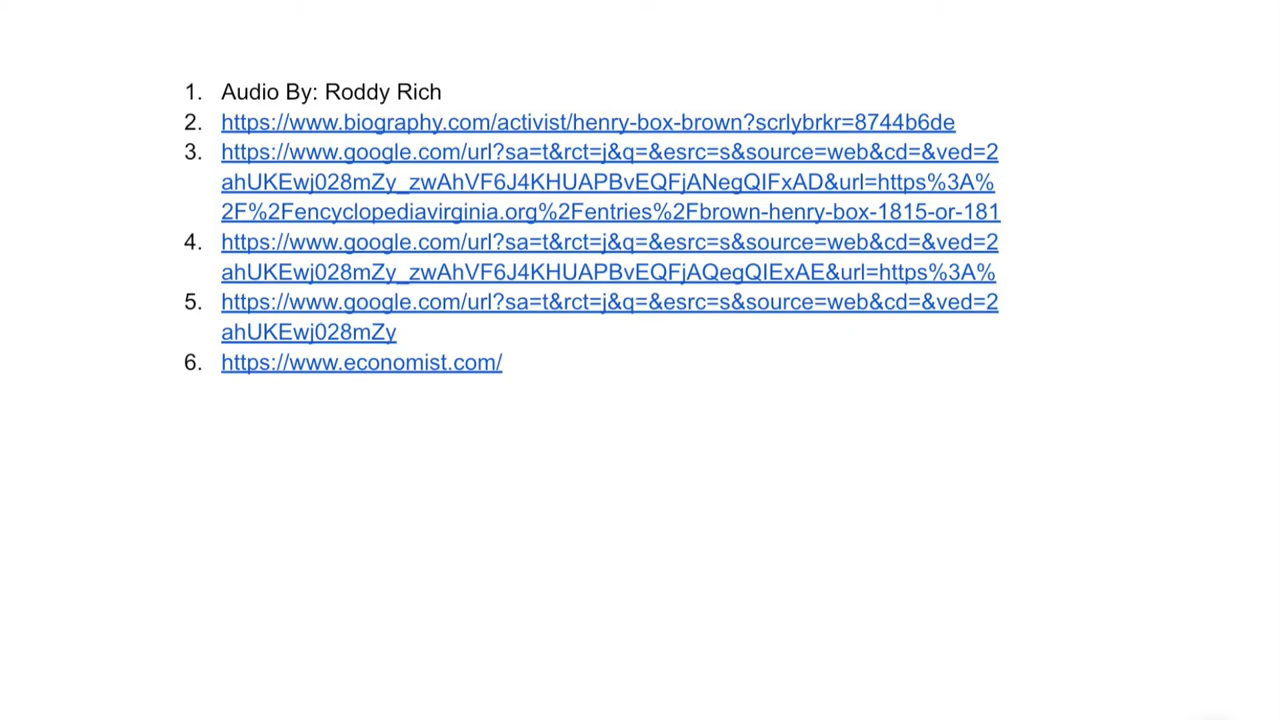 1. Audio By: Roddy Rich
2. https://www.biography.com/activist/henry-box-brown?scrlybrkr=8744b6de
3. https://www.google.com/url?sa=t&rct=j&q=&esrc=s&source=web&cd=&ved=2
ahUKEwj028mZy_zwAhVF6J4KHUAPBvEQFjANegQIFxAD&url=https%3A%
2F%2Fencyclopediavirginia.org%2Fentries%2Fbrown-henry-box-1815-or-181
4. https://www.google.com/url?sa=t&rct=j&q=&esrc=s&source=web&cd=&ved=2
ahUKEwj028mZy_zwAhVF6J4KHUAPBvEQFjAQegQIExAE&url=https%3A%
5. https://www.google.com/url?sa=t&rct=j&q=&esrc=s&source=web&cd=&ved=2
ahUKEwj028mZy
6. https://www.economist.com/